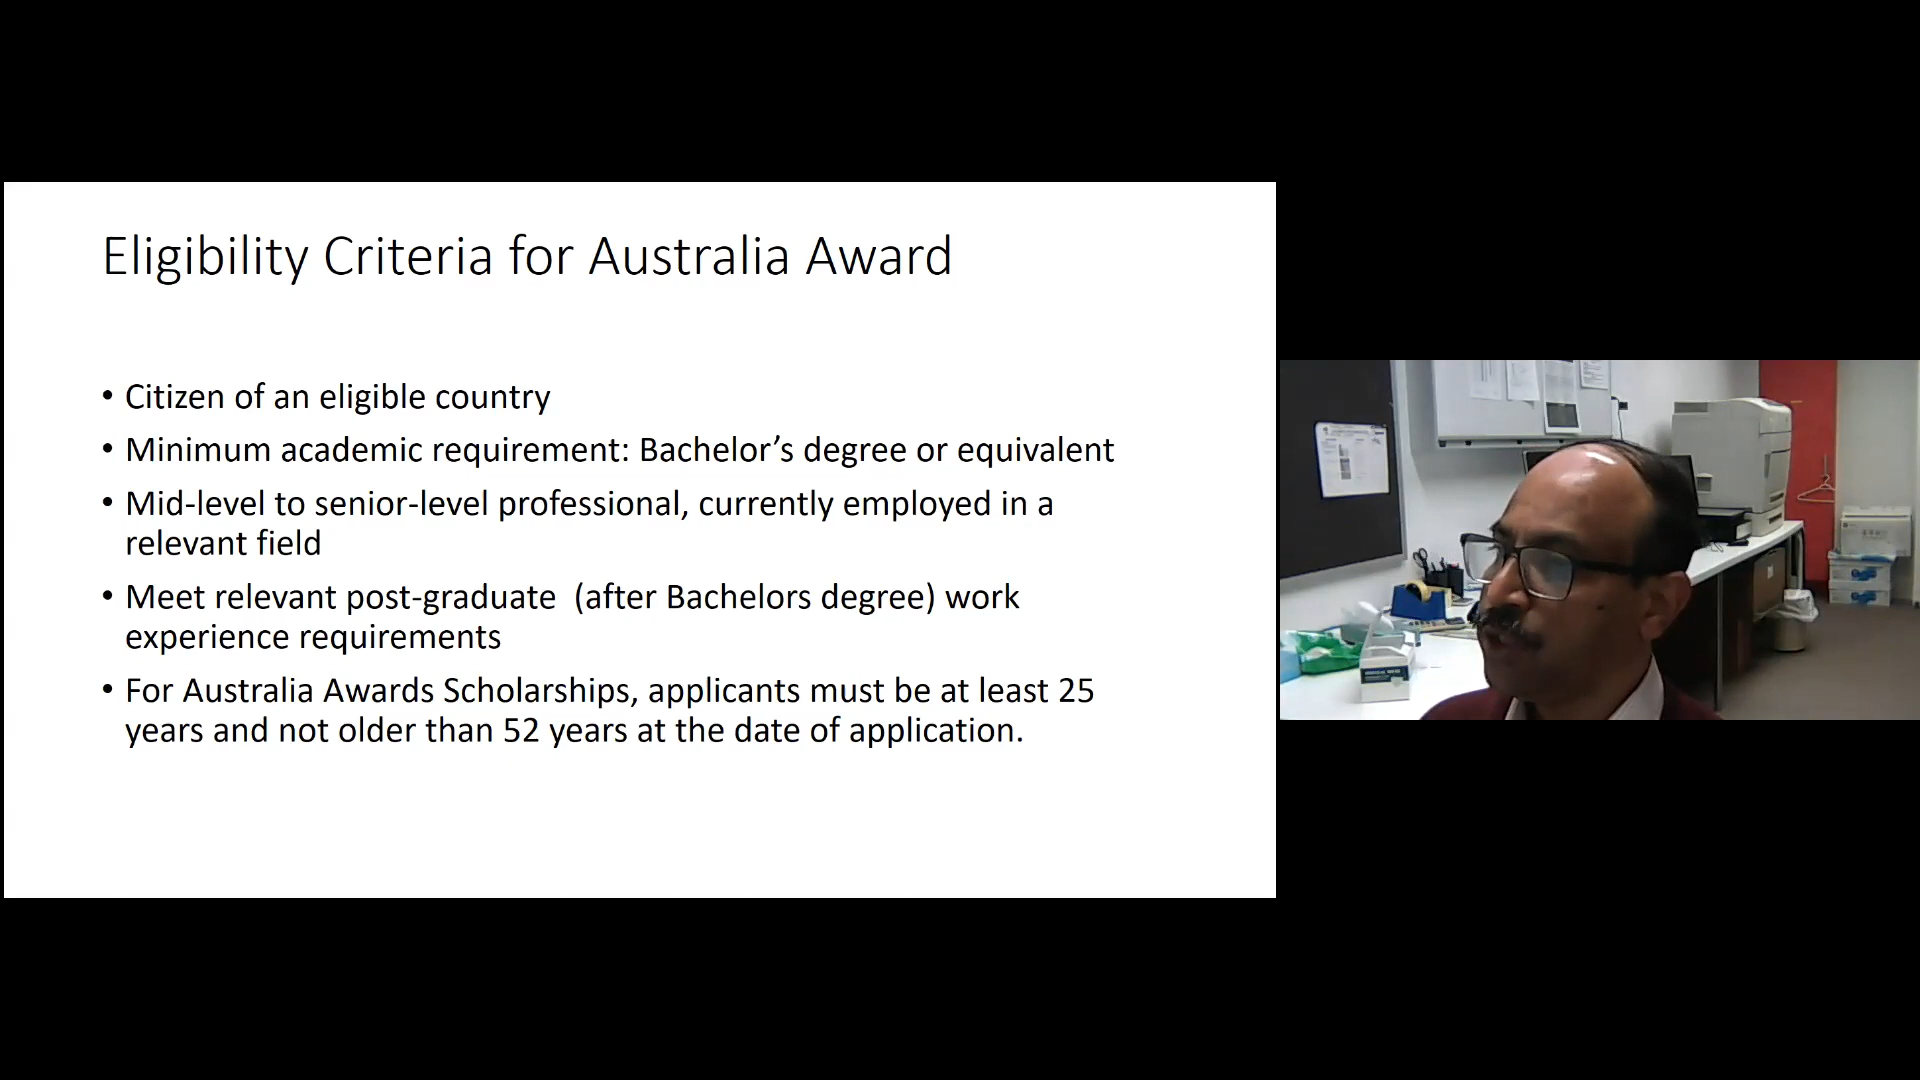 Eligibility Criteria for Australia Award
• Citizen of an eligible country
• Minimum academic requirement: Bachelor’s degree or equivalent
• Mid-level to senior-level professional, currently employed in a
relevant field
• Meet relevant post-graduate  (after Bachelors degree) work
experience requirements
• For Australia Awards Scholarships, applicants must be at least 25
years and not older than 52 years at the date of application.